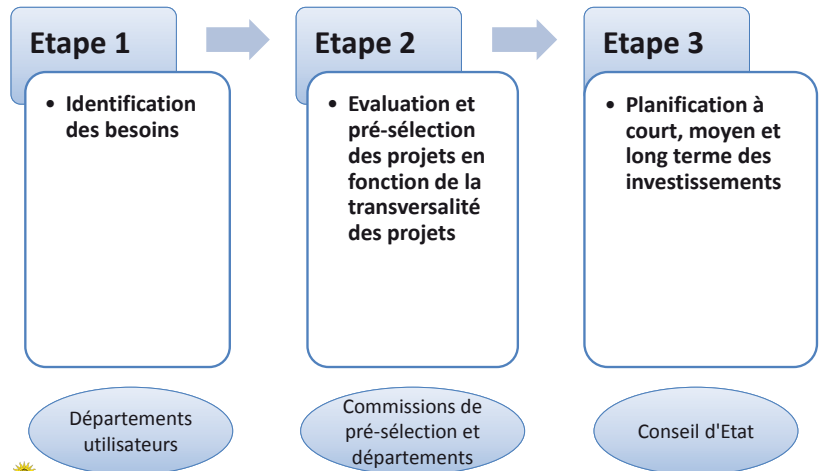 Etape 1
• Identification
des besoins
Départements
utilisateurs
Etape 2
• Evaluation et
pré-sélection
des projets en
fonction de la
transversalité
des projets
Commissions de
pré-sélection et
départements
Etape 3
• Planification à
court, moyen et
long terme des
investissements
Conseil d'Etat